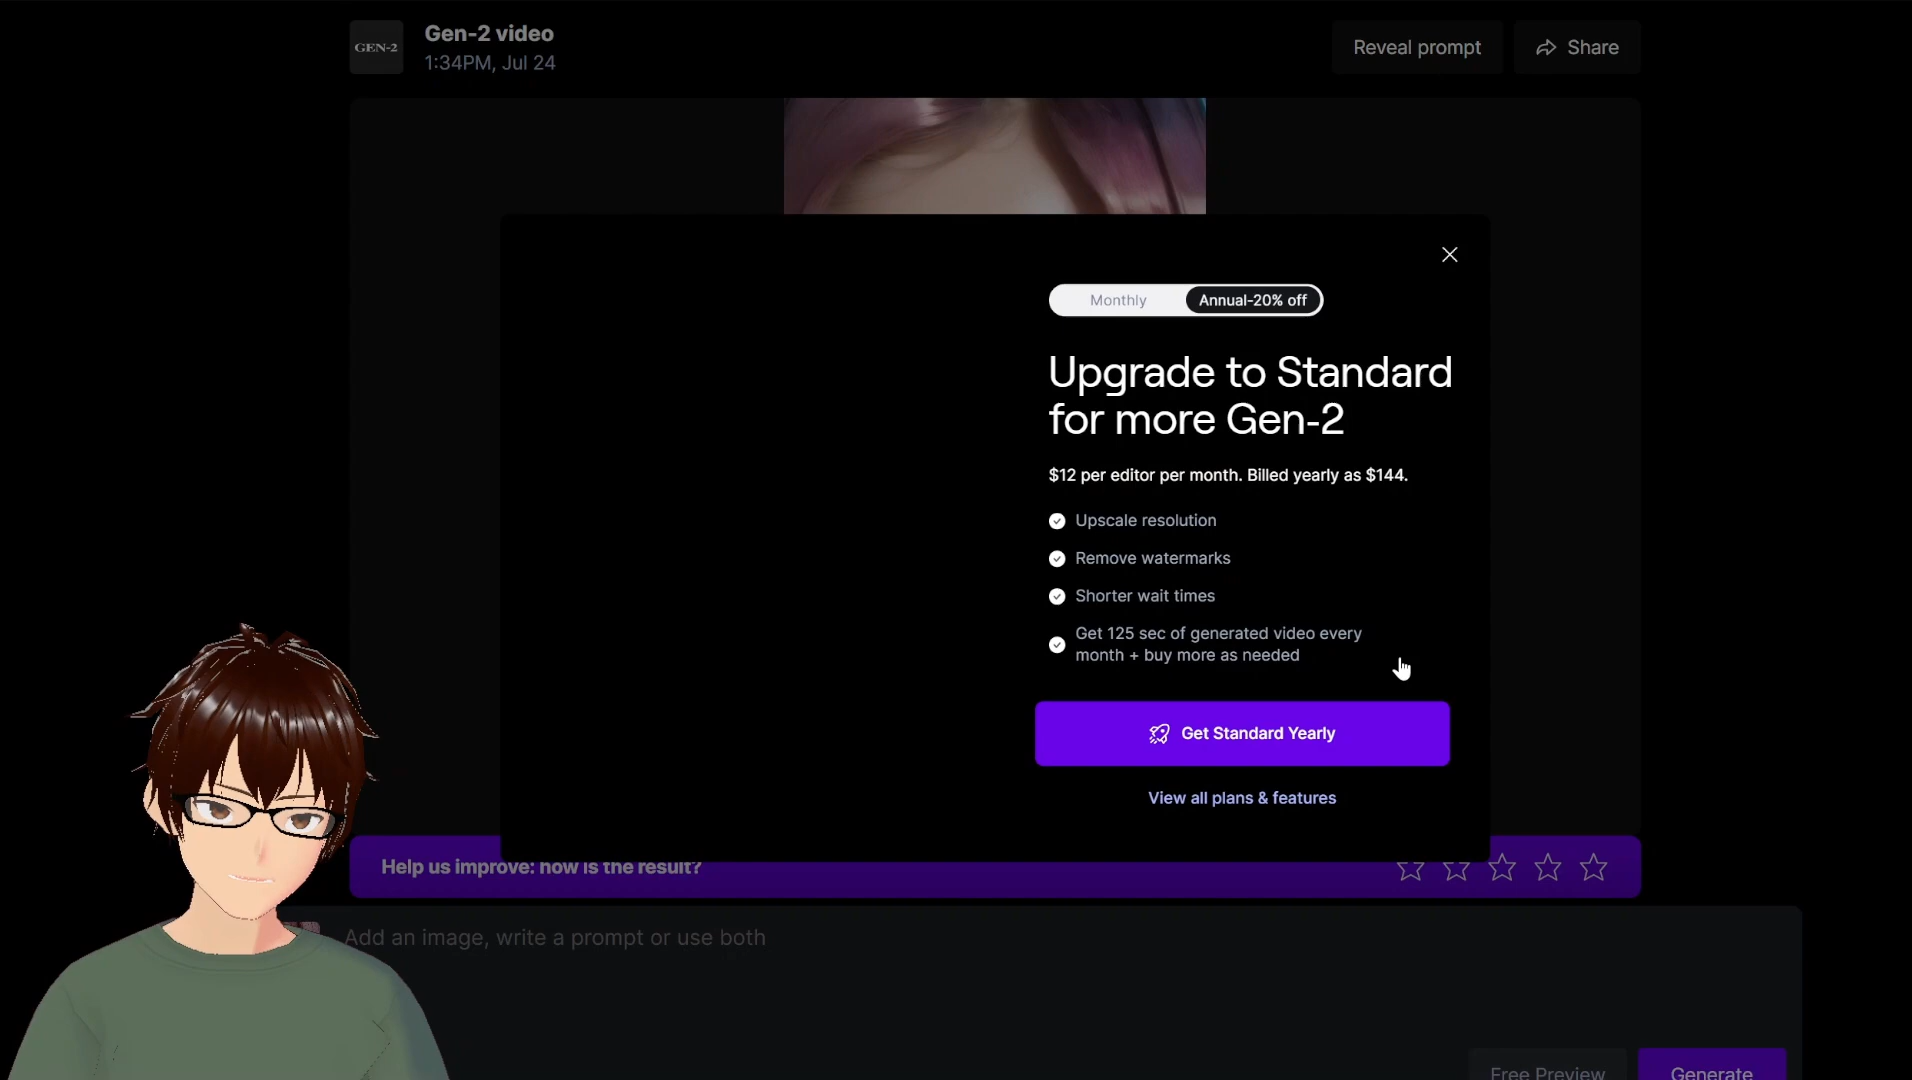 GEN-2
Gen-2 video
1:34PM, Jul 24
Reveal prompt
Share
Monthly
Annual-20% off
Upgrade to Standard
for more Gen-2
$12 per editor per month. Billed yearly as $144.
Upscale resolution
Remove watermarks
Shorter wait times
Get 125 sec of generated video every
month + buy more as needed
Get Standard Yearly
View all plans & features
Help us improve: how is the result?
Add an image, write a prompt or use both
Free Preview
Generate